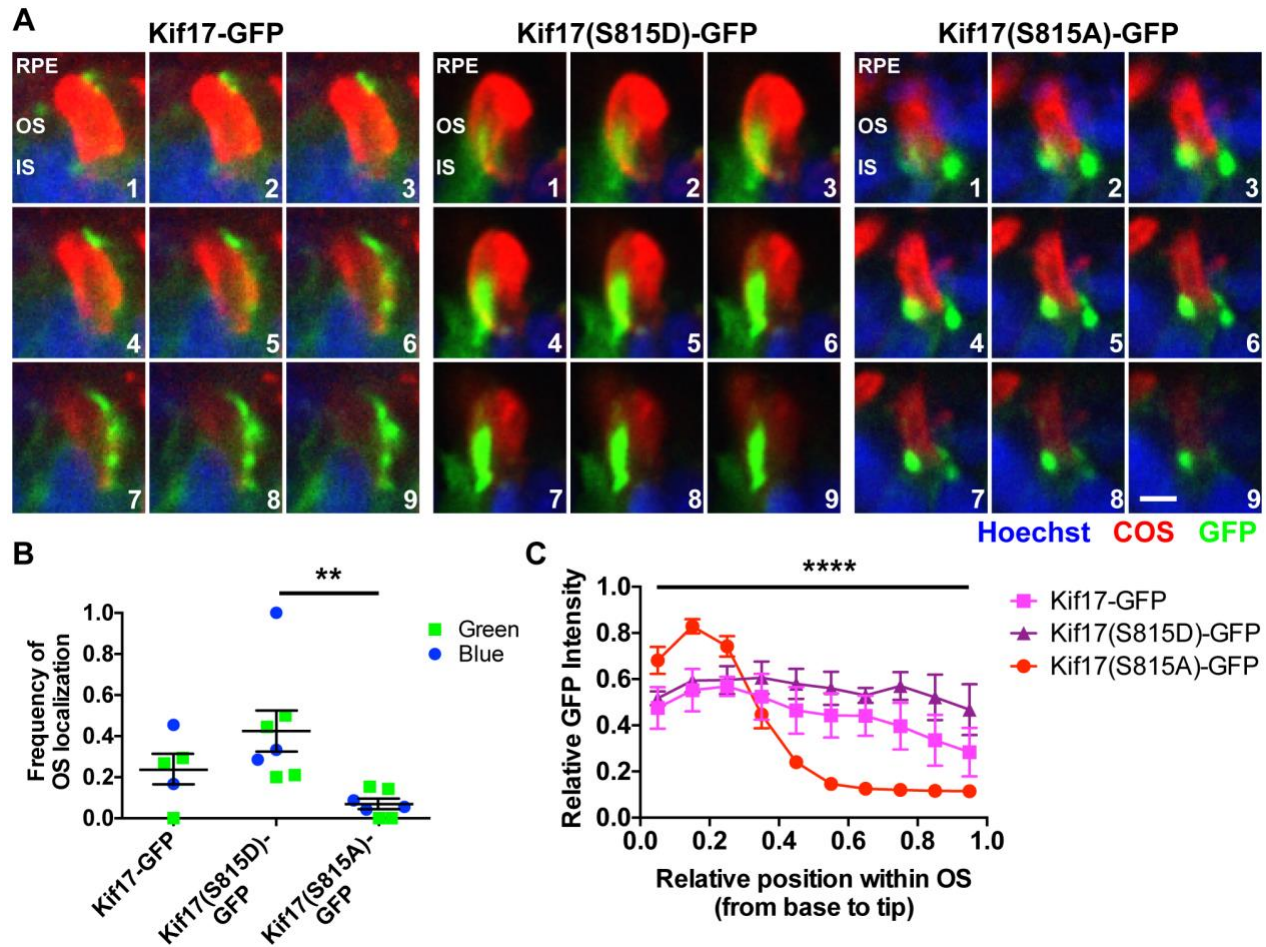 A
Kif17-GFP
Kif17(S815D)-GFP
Kif17(S815A)-GFP
RPE
OS
IS
1
2
3
RPE
OS
IS
1
2
3
RPE
OS
IS
1
2
3
4
5
6
4
5
6
4
5
6
7
8
9
7
8
9
7
8
9
Hoechst COS GFP
B
Frequency of
OS localization
1.0
0.8
0.6
0.4
0.2
0.0
**
Green
Blue
Kif17-GFP
Kif17(S815D)-
GFP
Kif17(S815A)-
GFP
C
Relative GFP Intensity
1.0
0.8
0.6
0.4
0.2
0.0
****
0.0 0.2 0.4 0.6 0.8 1.0
Relative position within OS
(from base to tip)
Kif17-GFP
Kif17(S815D)-GFP
Kif17(S815A)-GFP